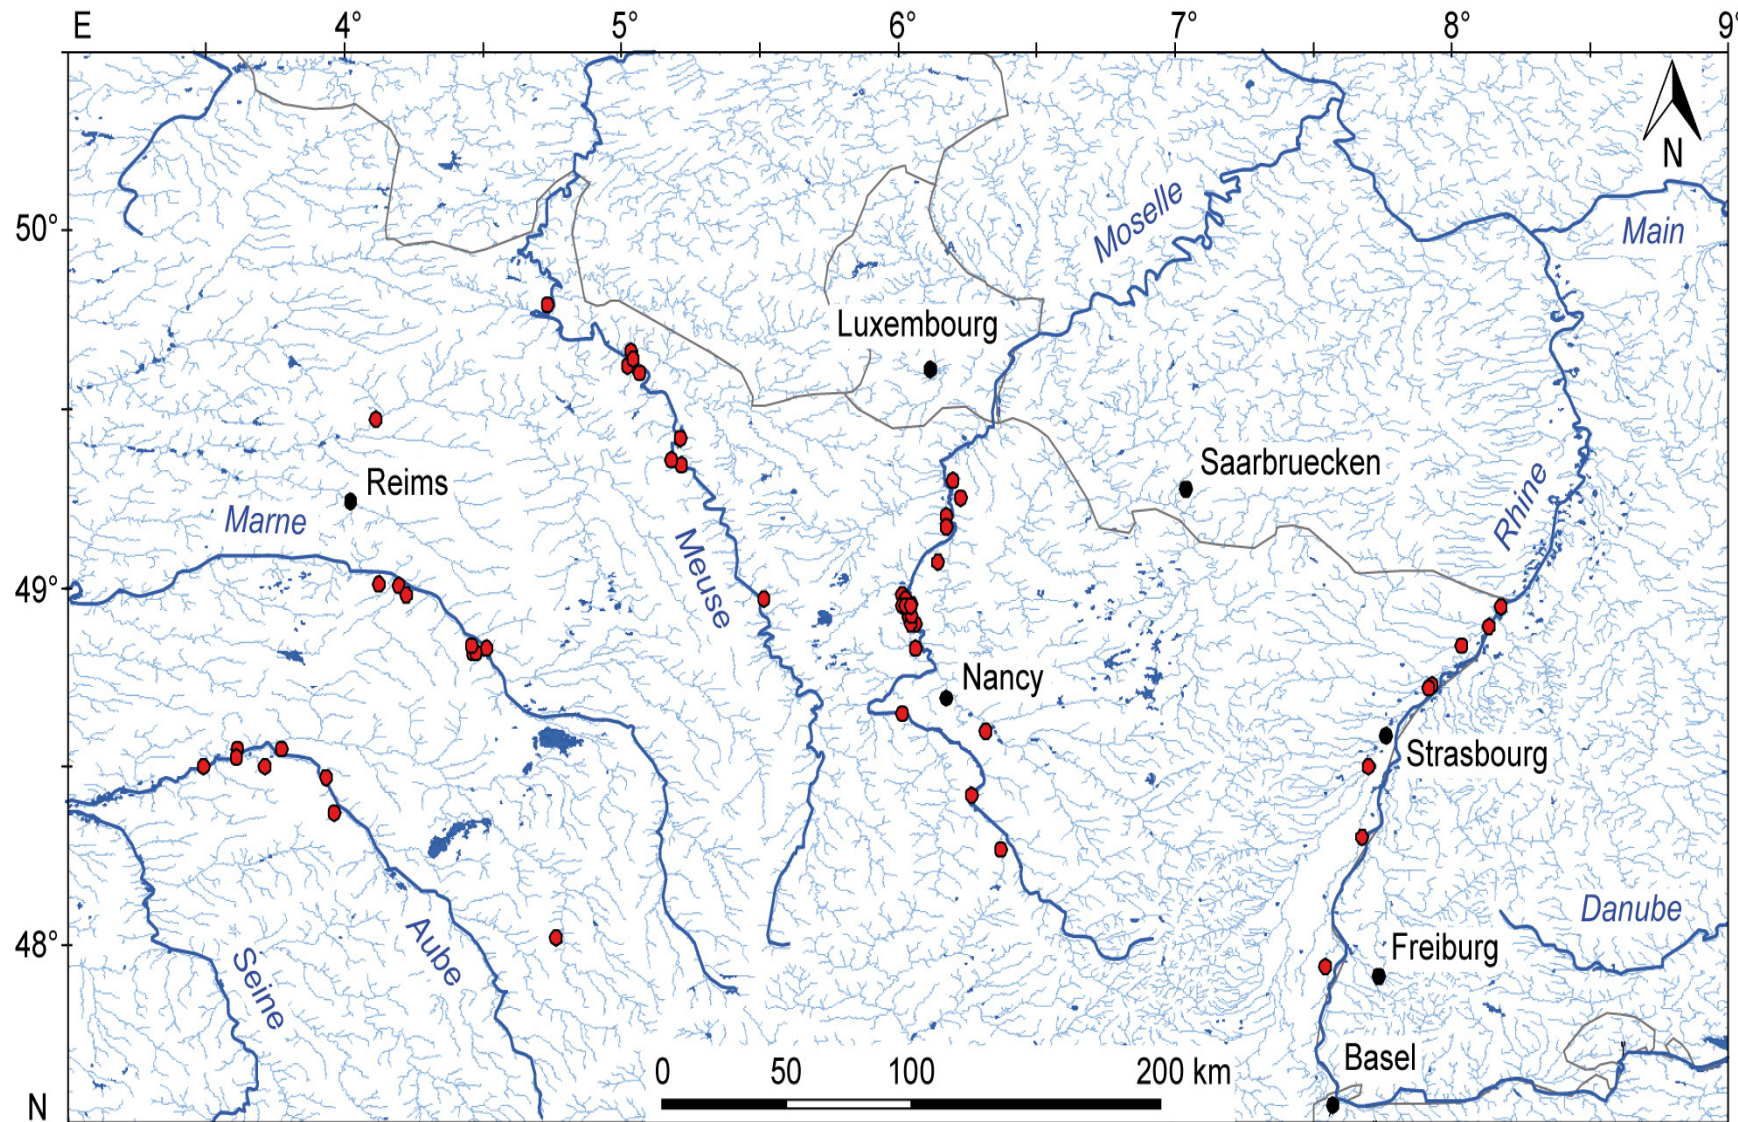 E 4° 5° 6° 7° 8° 9°
N
50°
Main
Moselle
Luxembourg
Saarbruecken
Reims
Marne
Rhine
Meuse
49°
Nancy
Strasbourg
Danube
48°
Freiburg
Aube
Seine
Basel
0 50 100 200 km
N